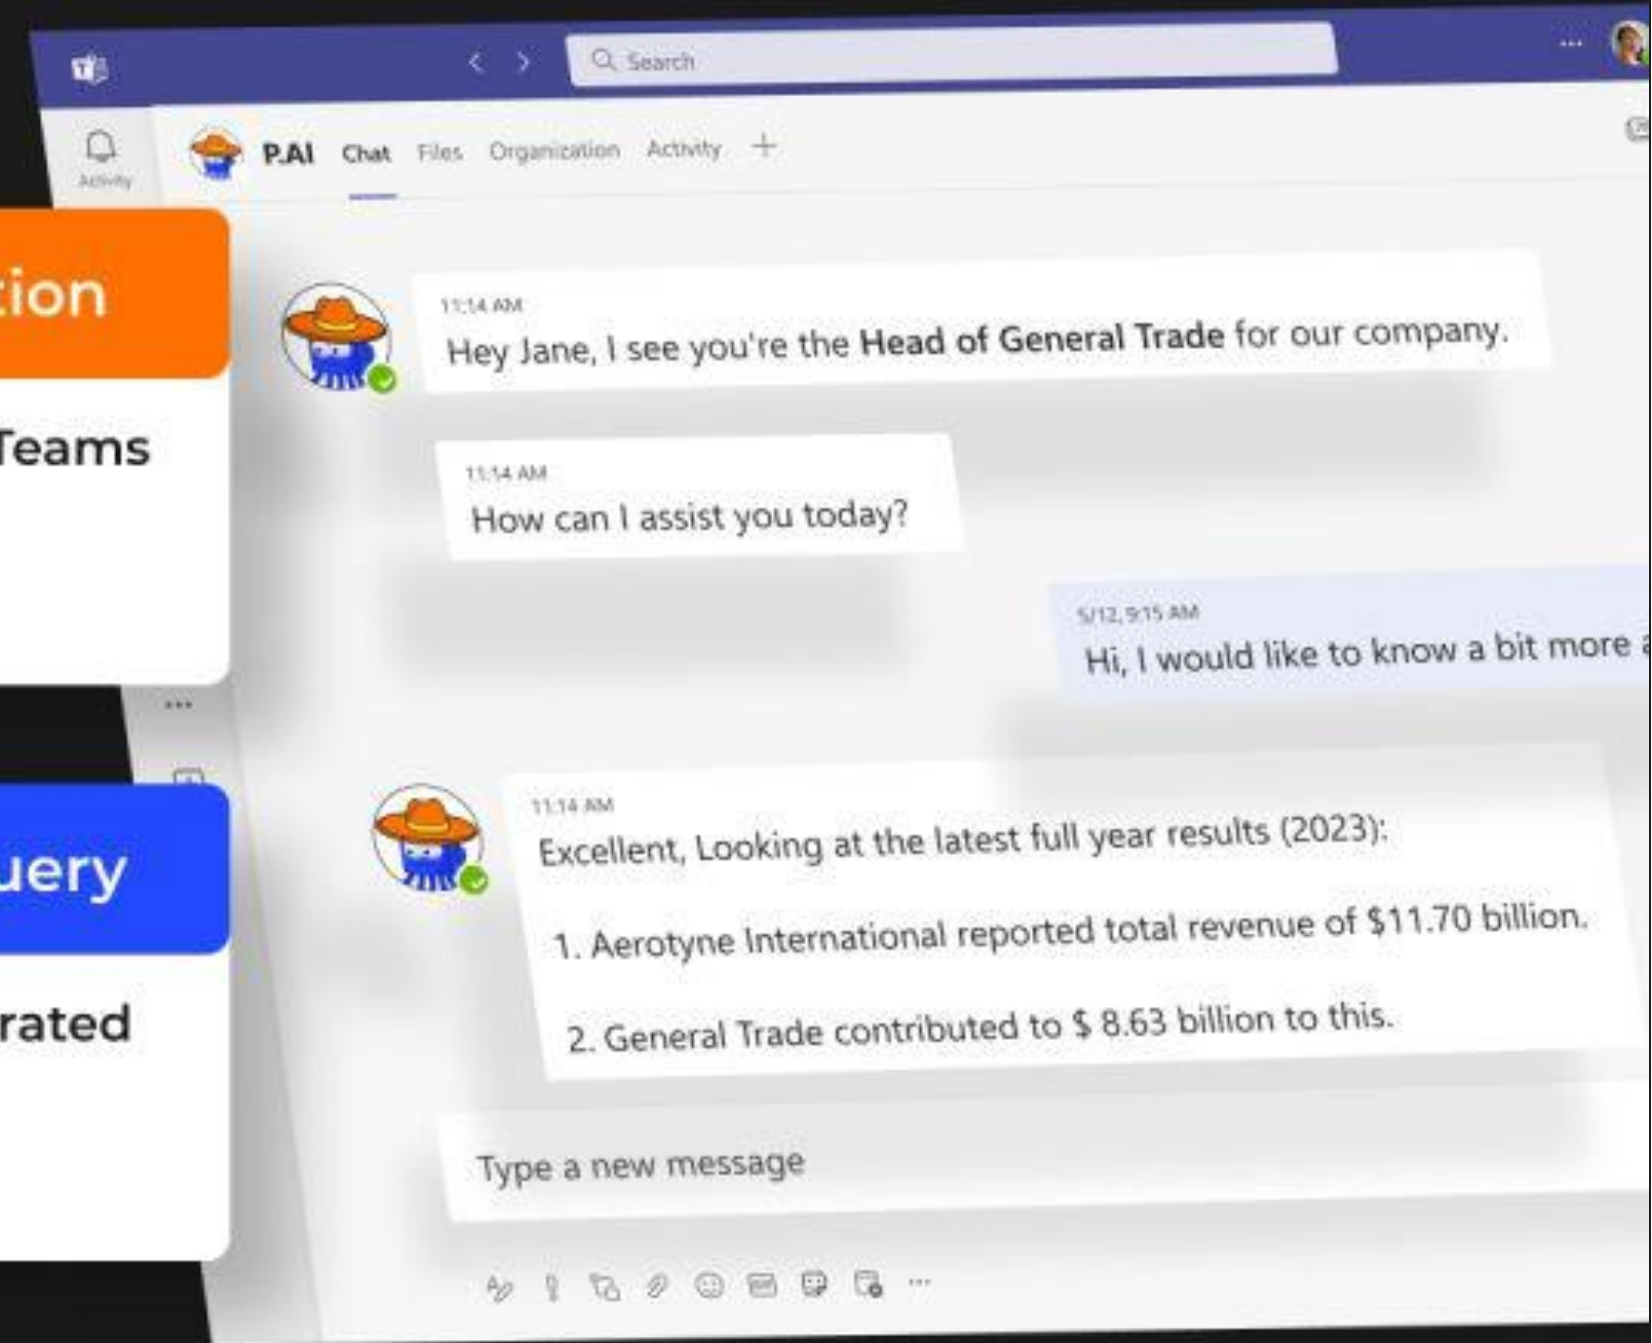 Search
Activity
P.AI Chat Files Organization Activity
tion
11:14 AM
Hey Jane, I see you're the Head of General Trade for our company.
Teams
11:14 AM
How can I assist you today?
5/12, 9:15 AM
Hi, I would like to know a bit more a
uery
11:14 AM
Excellent, Looking at the latest full year results (2023):
1. Aerotyne International reported total revenue of $11.70 billion.
rated
2. General Trade contributed to $ 8.63 billion to this.
Type a new message